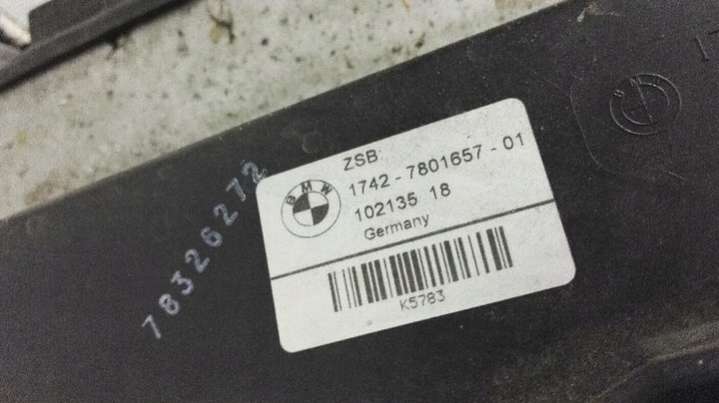 ZSB
BMW
1742 - 7801657 - 01
102135 18
Germany
K5783
78326272